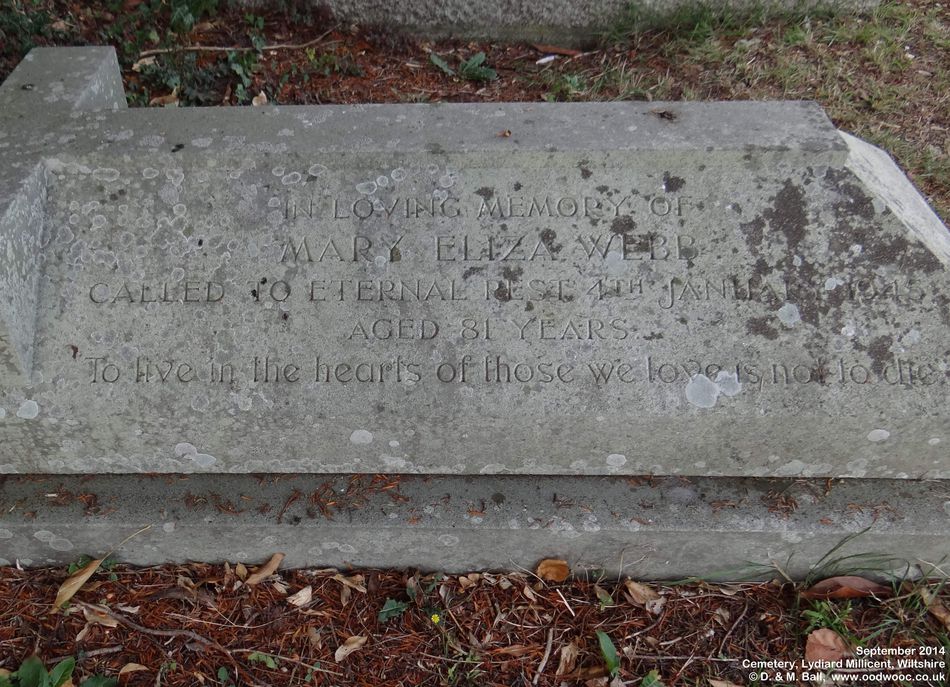 IN LOVING MEMORY OF
MARY ELIZA WEBB
CALLED TO ETERNAL REST 4TH JANUARY 1945
AGED 81 YEARS.
To live in the hearts of those we love is not to die.
September 2014
Cemetery, Lydiard Millicent, Wiltshire
© D. & M. Ball, www.oodwooc.co.uk